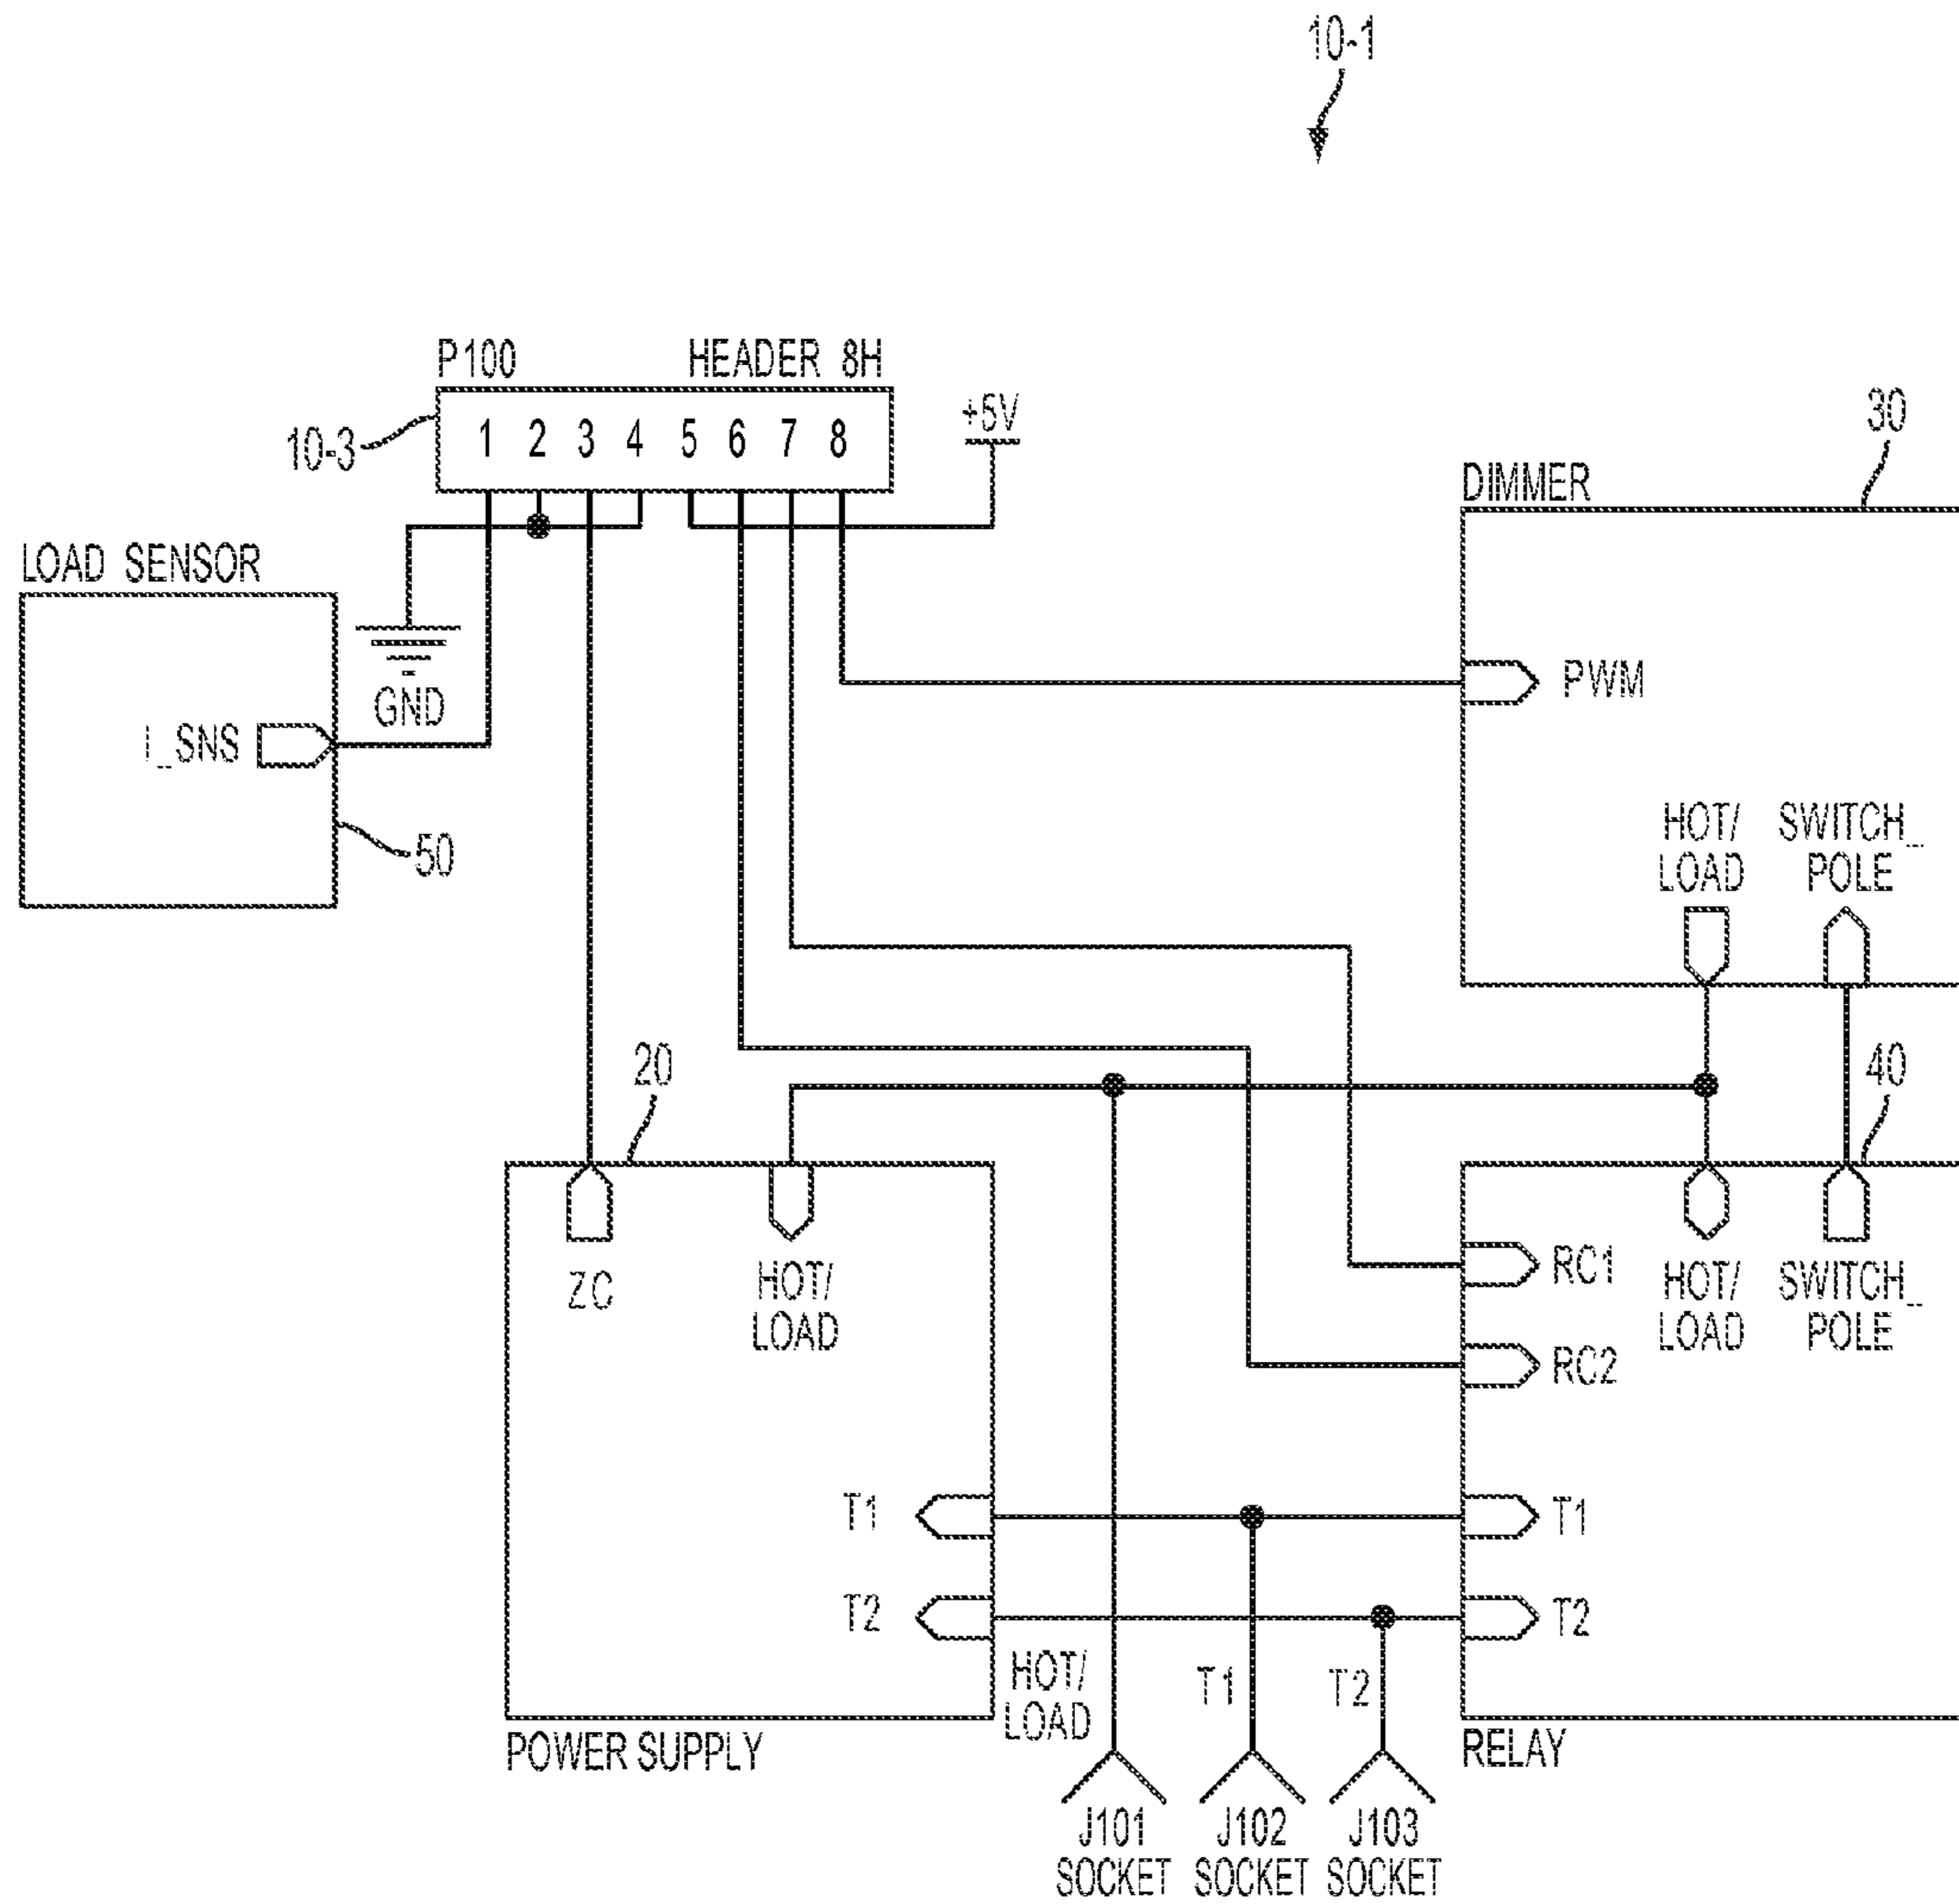 10-1
P100 HEADER 8H
10-3
1 2 3 4 5 6 7 8
+5V
30
DIMMER
LOAD SENSOR
GND
PWM
I_SNS
50
HOT/
LOAD
SWITCH_
POLE
20
40
ZC
HOT/
LOAD
RC1
HOT/
LOAD
SWITCH_
POLE
RC2
T1
T1
T2
T2
HOT/
LOAD
T1
T2
POWER SUPPLY
RELAY
J101
SOCKET
J102
SOCKET
J103
SOCKET